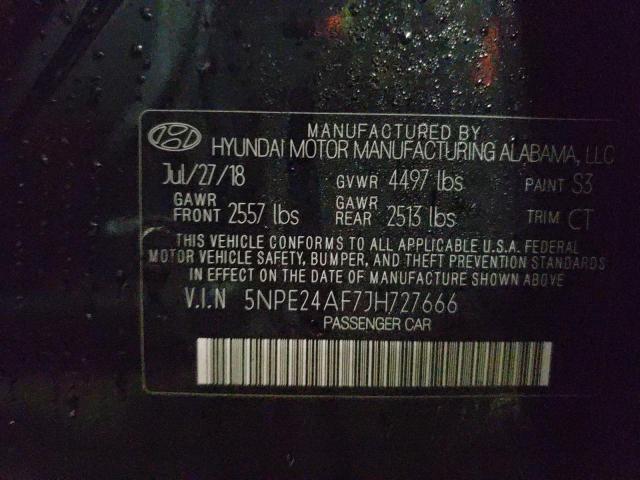 MANUFACTURED BY
HYUNDAI MOTOR MANUFACTURING ALABAMA, LLC
Jul/27/18 GVWR 4497 lbs PAINT S3
GAWR FRONT 2557 lbs GAWR REAR 2513 lbs TRIM CT
THIS VEHICLE CONFORMS TO ALL APPLICABLE U.S.A. FEDERAL
MOTOR VEHICLE SAFETY, BUMPER, AND THEFT PREVENTION STANDARDS
IN EFFECT ON THE DATE OF MANUFACTURE SHOWN ABOVE.
V.I.N 5NPE24AF7JH727666
PASSENGER CAR